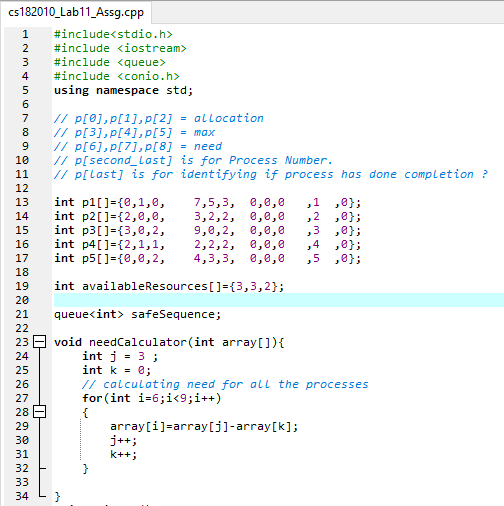 cs182010_Lab11_Assg.cpp
1 #include<stdio.h>
2 #include <iostream>
3 #include <queue>
4 #include <conio.h>
5 using namespace std;
6
7 // p[0],p[1],p[2] = allocation
8 // p[3],p[4],p[5] = max
9 // p[6],p[7],p[8] = need
10 // p[second_last] is for Process Number.
11 // p[last] is for identifying if process has done completion ?
12
13 int p1[]={0,1,0, 7,5,3, 0,0,0 ,1 ,0};
14 int p2[]={2,0,0, 3,2,2, 0,0,0 ,2 ,0};
15 int p3[]={3,0,2, 9,0,2, 0,0,0 ,3 ,0};
16 int p4[]={2,1,1, 2,2,2, 0,0,0 ,4 ,0};
17 int p5[]={0,0,2, 4,3,3, 0,0,0 ,5 ,0};
18
19 int availableResources[]={3,3,2};
20
21 queue<int> safeSequence;
22
23 void needCalculator(int array[]){
24 int j = 3 ;
25 int k = 0;
26 // calculating need for all the processes
27 for(int i=6;i<9;i++)
28 {
29 array[i]=array[j]-array[k];
30 j++;
31 k++;
32 }
33
34 }